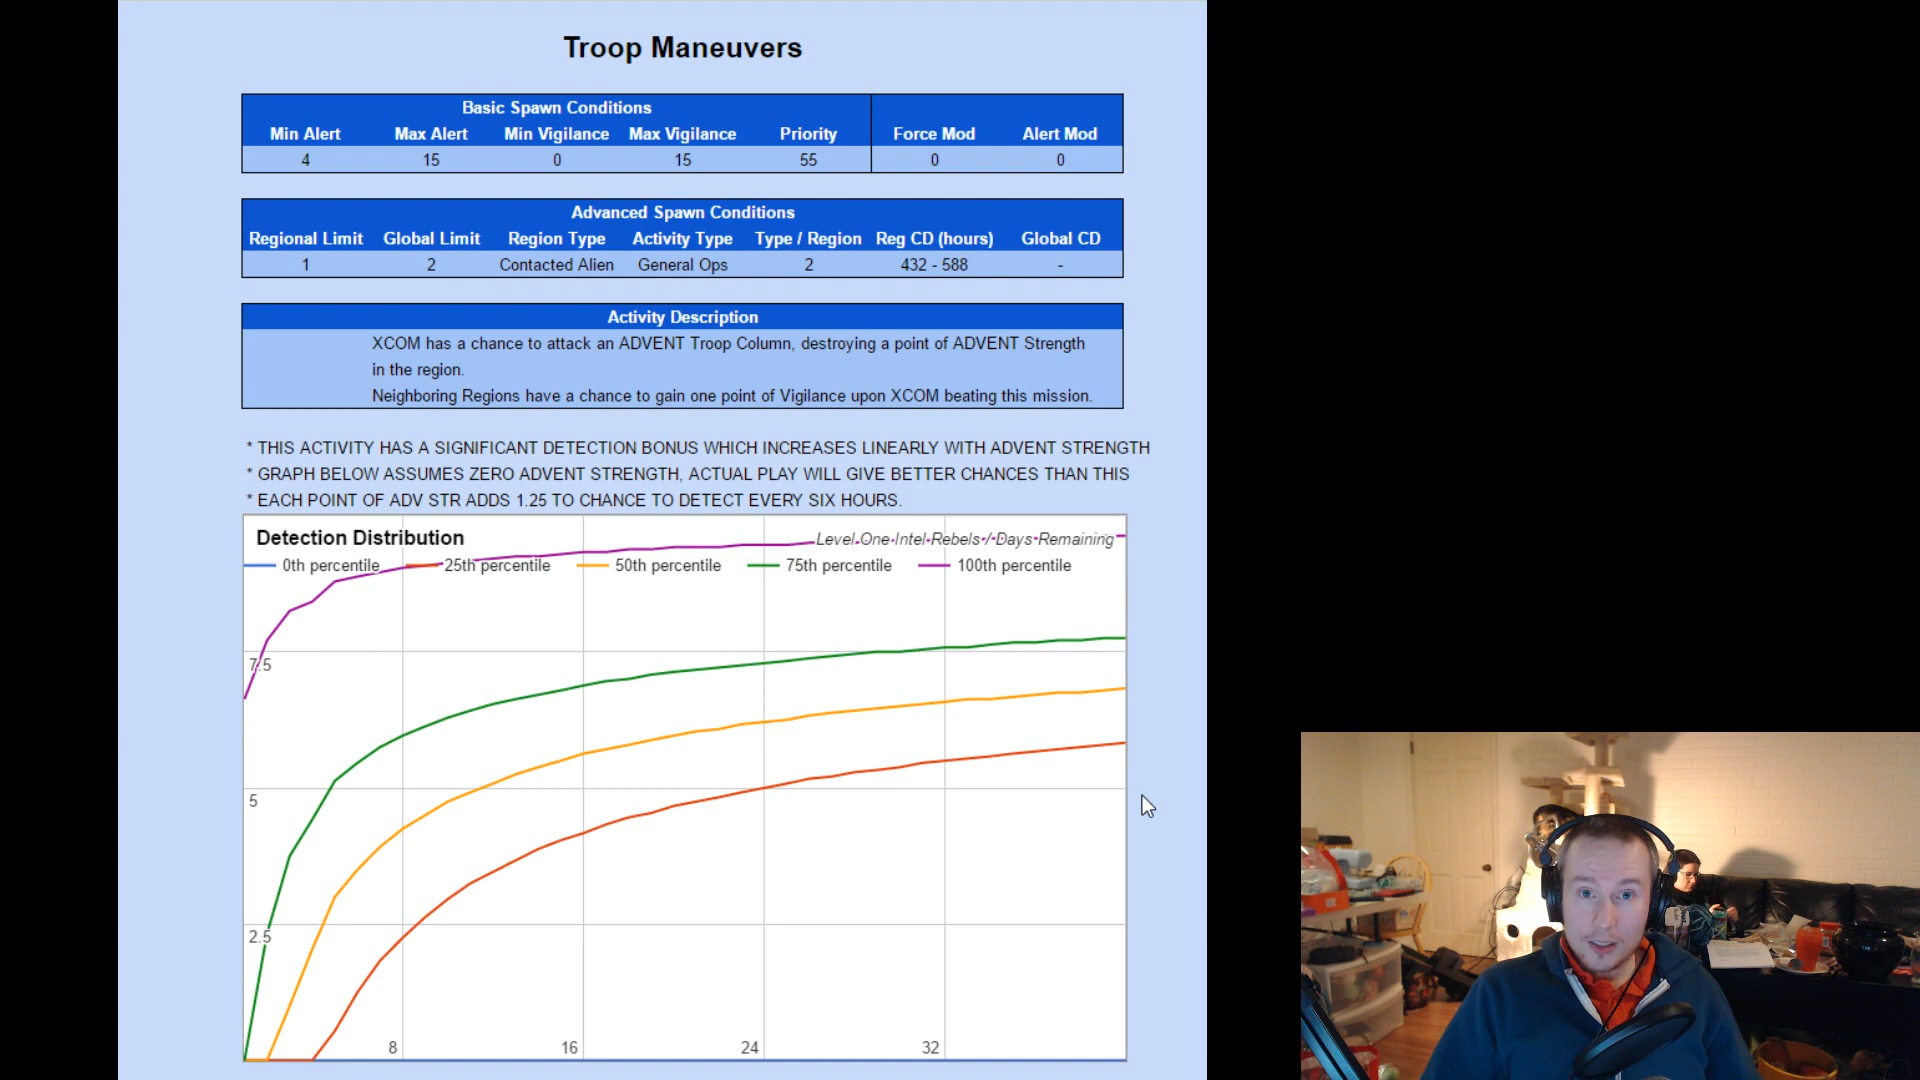 Troop Maneuvers
Basic Spawn Conditions
Min Alert Max Alert Min Vigilance Max Vigilance Priority Force Mod Alert Mod
4 15 0 15 55 0 0
Advanced Spawn Conditions
Regional Limit Global Limit Region Type Activity Type Type / Region Reg CD (hours) Global CD
1 2 Contacted Alien General Ops 2 432 - 588 -
Activity Description
XCOM has a chance to attack an ADVENT Troop Column, destroying a point of ADVENT Strength
in the region.
Neighboring Regions have a chance to gain one point of Vigilance upon XCOM beating this mission.
* THIS ACTIVITY HAS A SIGNIFICANT DETECTION BONUS WHICH INCREASES LINEARLY WITH ADVENT STRENGTH
* GRAPH BELOW ASSUMES ZERO ADVENT STRENGTH, ACTUAL PLAY WILL GIVE BETTER CHANCES THAN THIS
* EACH POINT OF ADV STR ADDS 1.25 TO CHANCE TO DETECT EVERY SIX HOURS.
Detection Distribution Level One Intel Rebels / Days Remaining
0th percentile 25th percentile 50th percentile 75th percentile 100th percentile
7.5
5
2.5
8 16 24 32